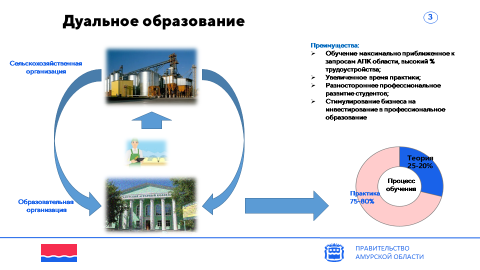 Дуальное образование
3
Сельскохозяйственная
организация
Образовательная
организация
Преимущества:
Обучение максимально приближенное к
запросам АПК области, высокий %
трудоустройства;
Увеличенное время практики;
Разностороннее профессиональное
развитие студентов;
Стимулирование бизнеса на
инвестирование в профессиональное
образование
Теория
25-20%
Процесс
обучения
Практика
75-80%
ПРАВИТЕЛЬСТВО
АМУРСКОЙ ОБЛАСТИ